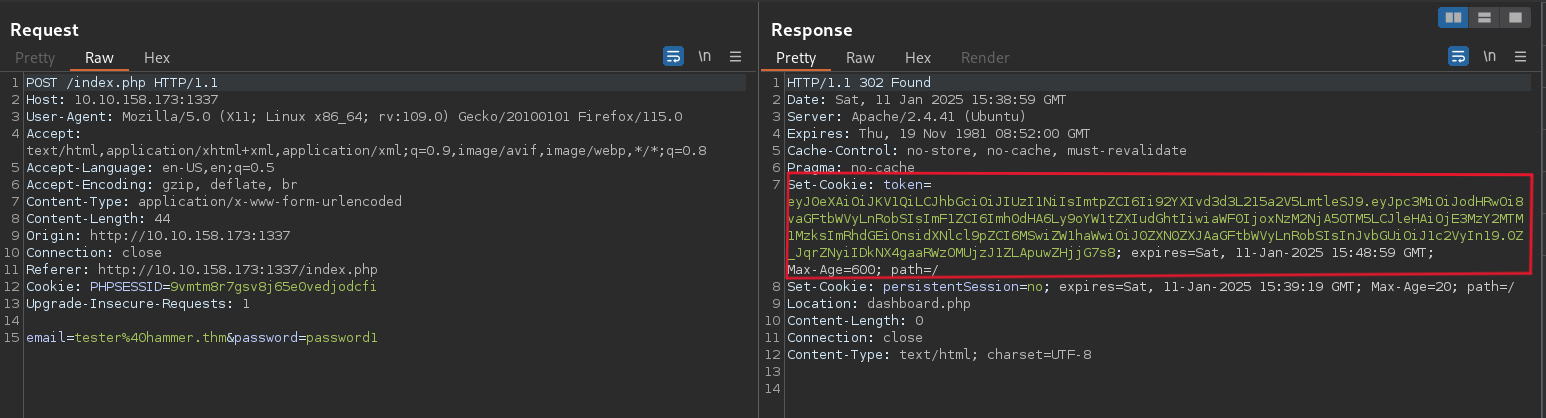 Request
Pretty Raw Hex
\n
1 POST /index.php HTTP/1.1
2 Host: 10.10.158.173:1337
3 User-Agent: Mozilla/5.0 (X11; Linux x86_64; rv:109.0) Gecko/20100101 Firefox/115.0
4 Accept:
text/html,application/xhtml+xml,application/xml;q=0.9,image/avif,image/webp,*/*;q=0.8
5 Accept-Language: en-US,en;q=0.5
6 Accept-Encoding: gzip, deflate, br
7 Content-Type: application/x-www-form-urlencoded
8 Content-Length: 44
9 Origin: http://10.10.158.173:1337
10 Connection: close
11 Referer: http://10.10.158.173:1337/index.php
12 Cookie: PHPSESSID=9vmtm8r7gsv8j65e0vedjodcfi
13 Upgrade-Insecure-Requests: 1
14
15 email=tester%40hammer.thm&password=password1
Response
Pretty Raw Hex Render
\n
1 HTTP/1.1 302 Found
2 Date: Sat, 11 Jan 2025 15:38:59 GMT
3 Server: Apache/2.4.41 (Ubuntu)
4 Expires: Thu, 19 Nov 1981 08:52:00 GMT
5 Cache-Control: no-store, no-cache, must-revalidate
6 Pragma: no-cache
7 Set-Cookie: token=
eyJ0eXAiOiJKV1QiLCJhbGciOiJIUzI1NiIsImtpZCI6Ii92YXIvd3d3L215a2V5LmtleSJ9.eyJpc3MiOiJodHRwOi8
vaGFtbWVyLnRobSIsImF1ZCI6Imh0dHA6Ly9oYW1tZXIudGhtIiwiaWF0IjoxNzM2NjA5OTM5LCJleHAiOjE3MzY2MTM
1MzksImRhdGEiOnsidXNlcl9pZCI6MSwiZW1haWwiOiJ0ZXN0ZXJAaGFtbWVyLnRobSIsInJvbGUiOiJ1c2VyIn19.0Z
_JqrZNyiIDkNX4gaaRWzOMUjzJ1ZLApuwZHjjG7s8; expires=Sat, 11-Jan-2025 15:48:59 GMT;
Max-Age=600; path=/
8 Set-Cookie: persistentSession=no; expires=Sat, 11-Jan-2025 15:39:19 GMT; Max-Age=20; path=/
9 Location: dashboard.php
10 Content-Length: 0
11 Connection: close
12 Content-Type: text/html; charset=UTF-8
13
14